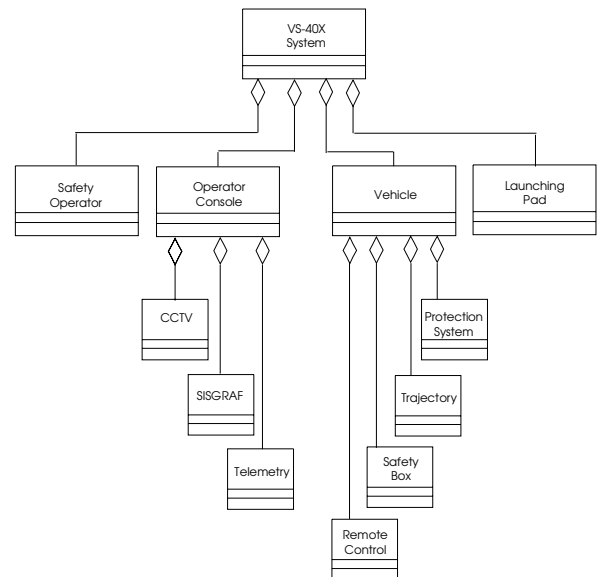 VS-40X
System
Safety
Operator
Operator
Console
Vehicle
Launching
Pad
CCTV
Protection
System
SISGRAF
Trajectory
Telemetry
Safety
Box
Remote
Control